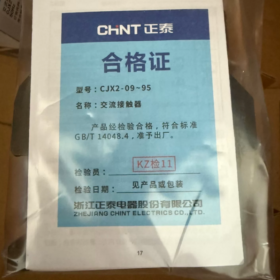 CHNT 正泰
合格证
型号：CJX2-09~95
名称：交流接触器
产品经检验合格，符合标准
GB/T 14048.4，准予出厂。
检验员： KZ检11
检验日期： 见产品或包装
浙江正泰电器股份有限公司
ZHEJIANG CHINT ELECTRICS CO.,LTD.
17